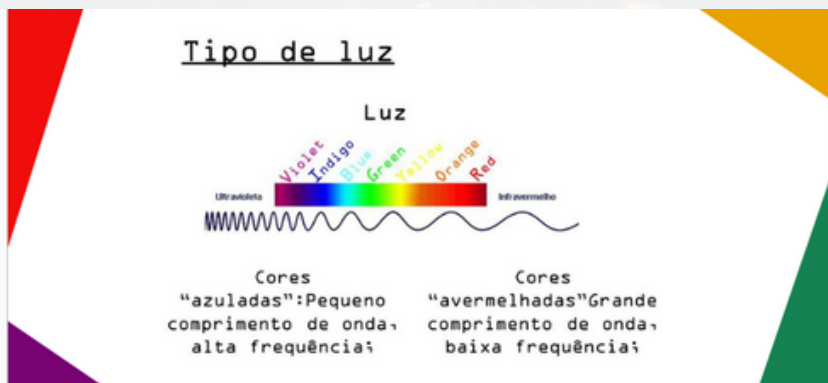 Tipo de luz
Luz
Violet Indigo Blue Green Yellow Orange Red
Ultravioleta Infravermelho
Cores
“azuladas”:Pequeno
comprimento de onda,
alta frequência;
Cores
“avermelhadas”Grande
comprimento de onda,
baixa frequência;